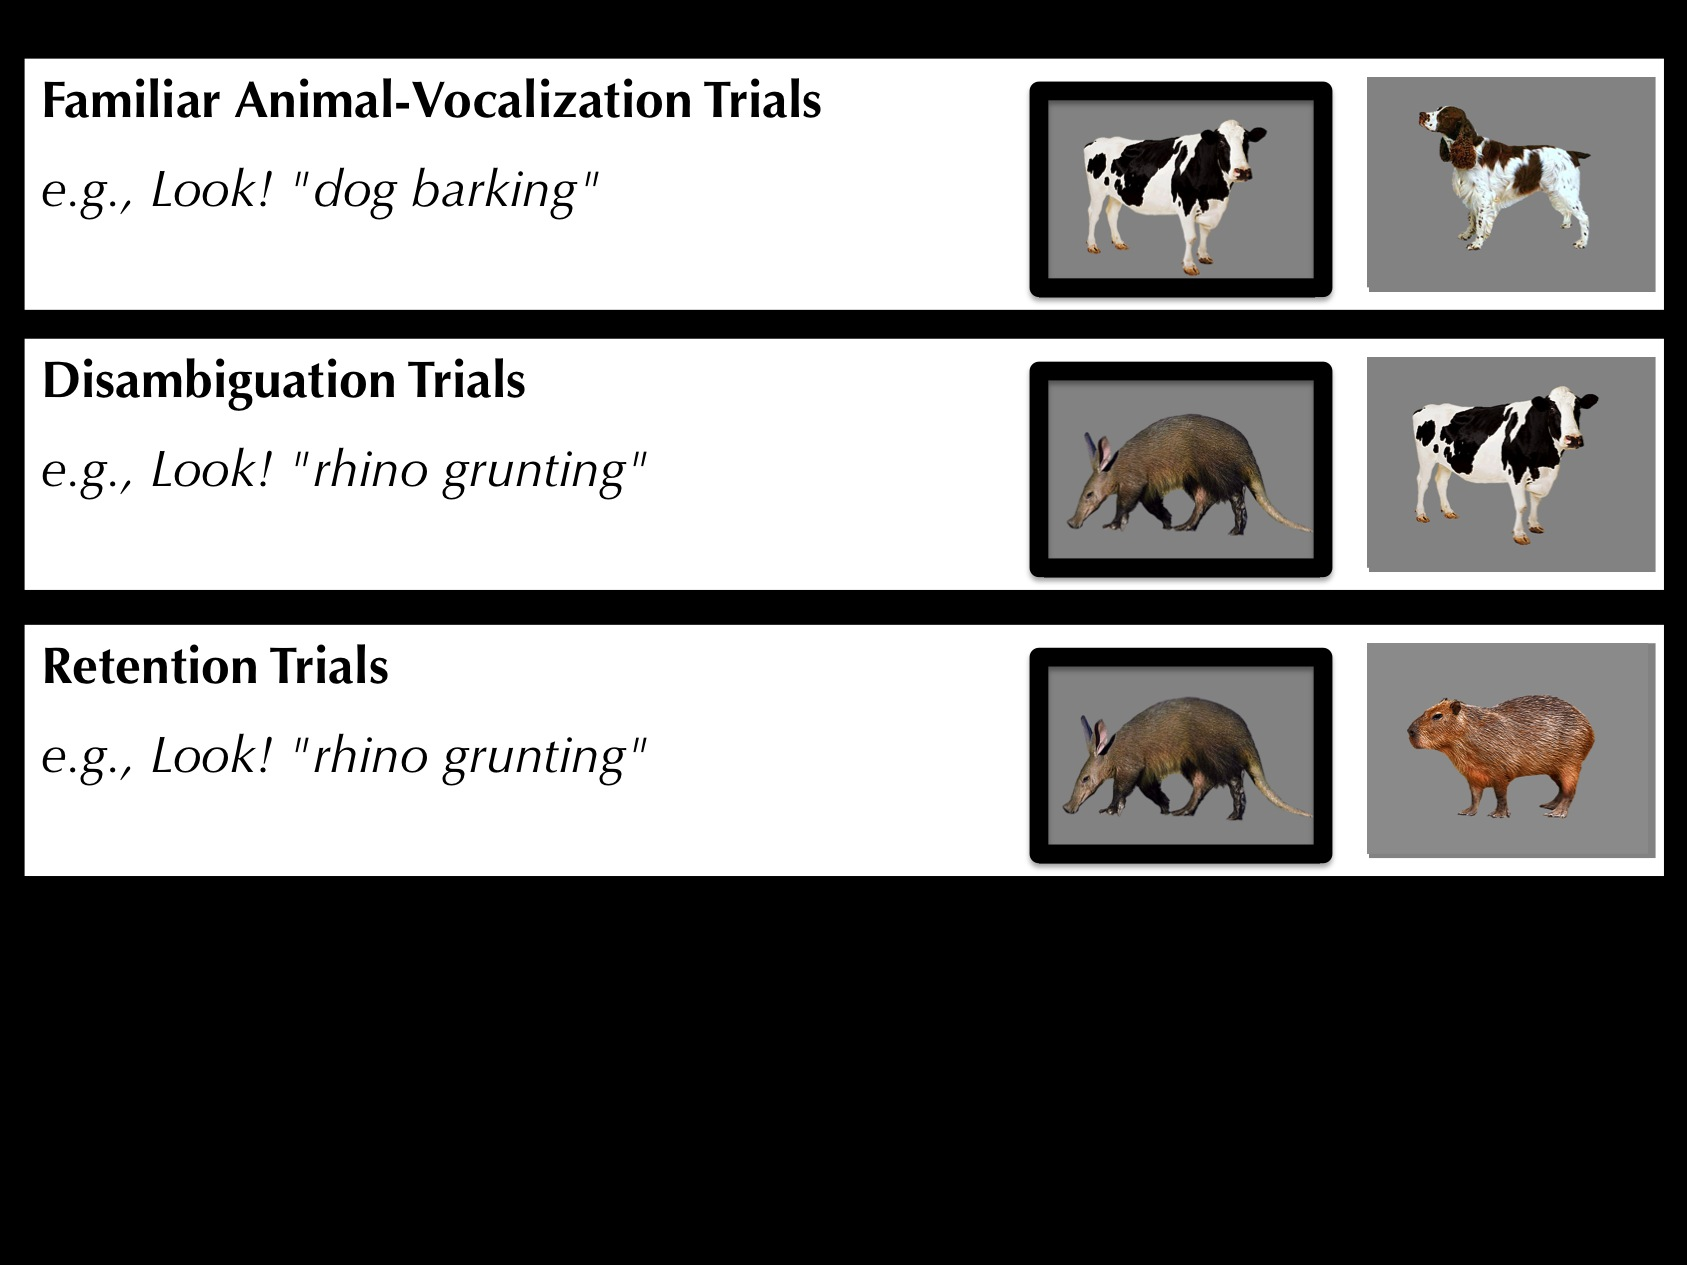 Familiar Animal-Vocalization Trials
e.g., Look! "dog barking"
Disambiguation Trials
e.g., Look! "rhino grunting"
Retention Trials
e.g., Look! "rhino grunting"